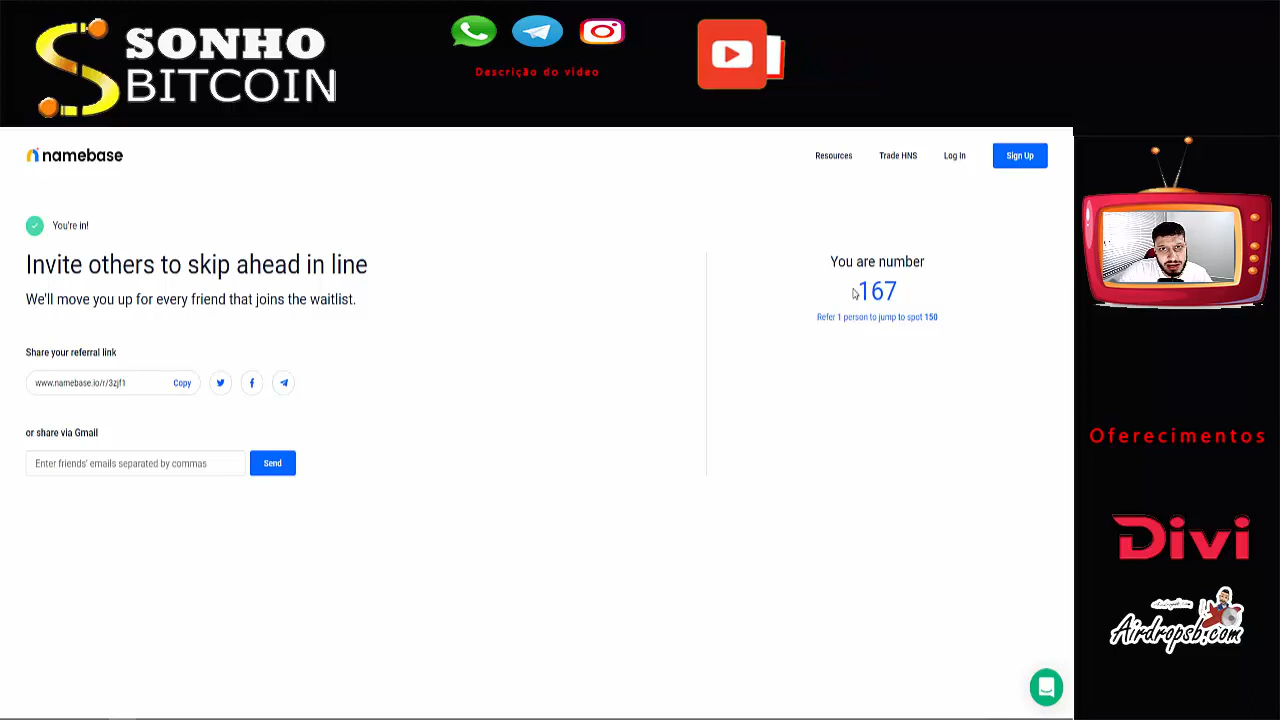 SONHO
BITCOIN
Descrição do vídeo
namebase
Resources
Trade HNS
Log In
Sign Up
You're in!
Invite others to skip ahead in line
We'll move you up for every friend that joins the waitlist.
You are number
167
Refer 1 person to jump to spot 150
Share your referral link
www.namebase.io/r/3zjf1
Copy
or share via Gmail
Enter friends' emails separated by commas
Send
Oferecimentos
Divi
Airdropsb.com